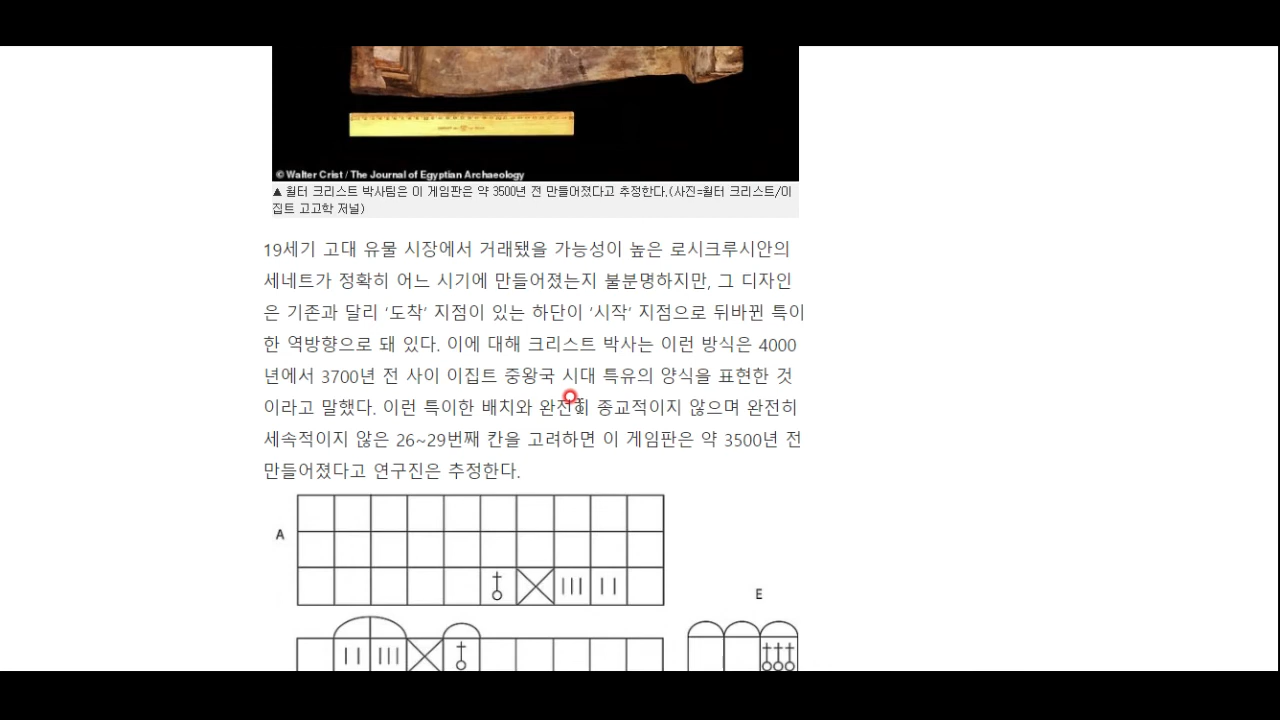 © Walter Crist / The Journal of Egyptian Archaeology
▲ 월터 크리스트 박사팀은 이 게임판은 약 3500년 전 만들어졌다고 추정한다.(사진=월터 크리스트/이
집트 고고학 저널)
19세기 고대 유물 시장에서 거래됐을 가능성이 높은 로시크루시안의
세네트가 정확히 어느 시기에 만들어졌는지 불분명하지만, 그 디자인
은 기존과 달리 ‘도착’ 지점이 있는 하단이 ‘시작’ 지점으로 뒤바뀐 특이
한 역방향으로 돼 있다. 이에 대해 크리스트 박사는 이런 방식은 4000
년에서 3700년 전 사이 이집트 중왕국 시대 특유의 양식을 표현한 것
이라고 말했다. 이런 특이한 배치와 완전히 종교적이지 않으며 완전히
세속적이지 않은 26~29번째 칸을 고려하면 이 게임판은 약 3500년 전
만들어졌다고 연구진은 추정한다.
A
E